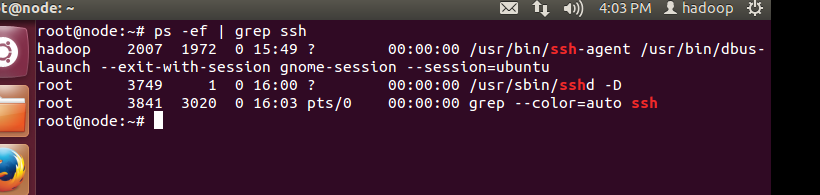 ot@node: ~
4:03 PM
hadoop
root@node:~# ps -ef | grep ssh
hadoop    2007  1972  0 15:49 ?        00:00:00 /usr/bin/ssh-agent /usr/bin/dbus-
launch --exit-with-session gnome-session --session=ubuntu
root      3749     1  0 16:00 ?        00:00:00 /usr/sbin/sshd -D
root      3841  3020  0 16:03 pts/0    00:00:00 grep --color=auto ssh
root@node:~#